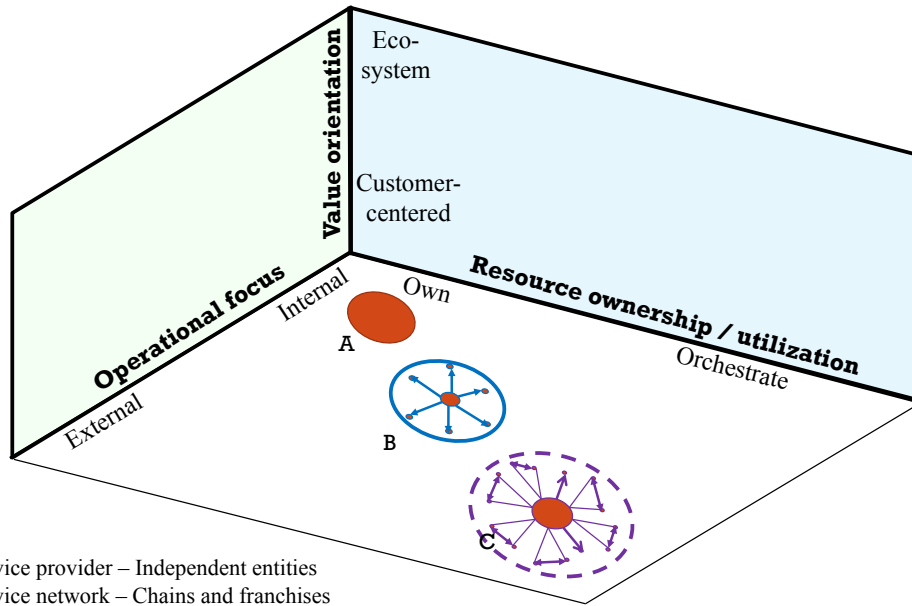 Eco-
system
Value orientation
Customer-
centered
Operational focus
Internal
External
Own
Resource ownership / utilization
Orchestrate
A
B
C
vice provider – Independent entities
vice network – Chains and franchises